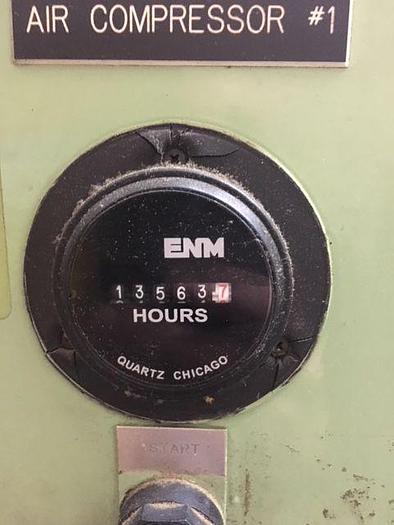 AIR COMPRESSOR #1
ENM
135637
HOURS
QUARTZ CHICAGO
START